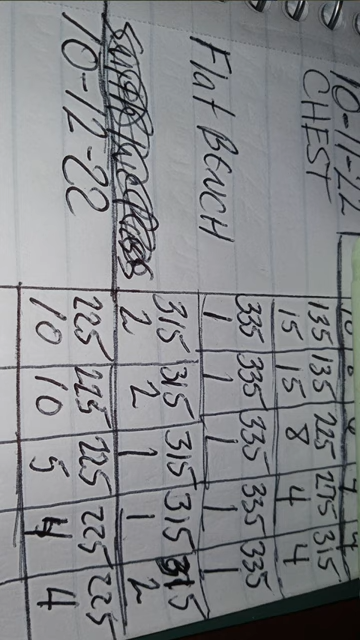 10-11-22
CHEST 135 135 225 275 315
15 15 8 4 4
Flat BENCH 335 335 335 335 335
1 1 1 1 1
315 315 315 315 315
2 2 1 1 2
10-12-22 225 225 225 225 225
10 10 5 4 4